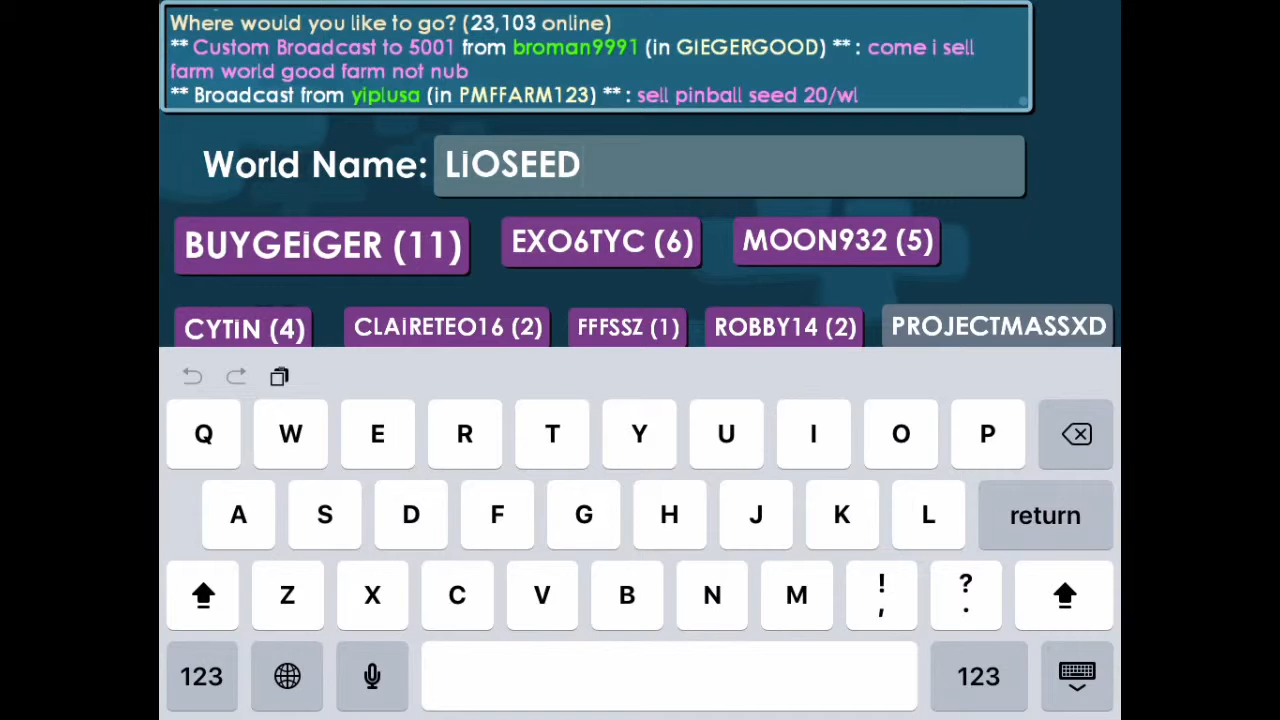 Where would you like to go? (23,103 online)
** Custom Broadcast to 5001 from broman9991 (in GIEGERGOOD) ** : come i sell
farm world good farm not nub
** Broadcast from yiplusa (in PMFFARM123) ** : sell pinball seed 20/wl
World Name: LiOSEED
BUYGEiGER (11) EXO6TYC (6) MOON932 (5)
CYTiN (4) CLAiRETEO16 (2) FFFSSZ (1) ROBBY14 (2) PROJECTMASSXD
Q W E R T Y U I O P
A S D F G H J K L return
Z X C V B N M ! , ? .
123 123